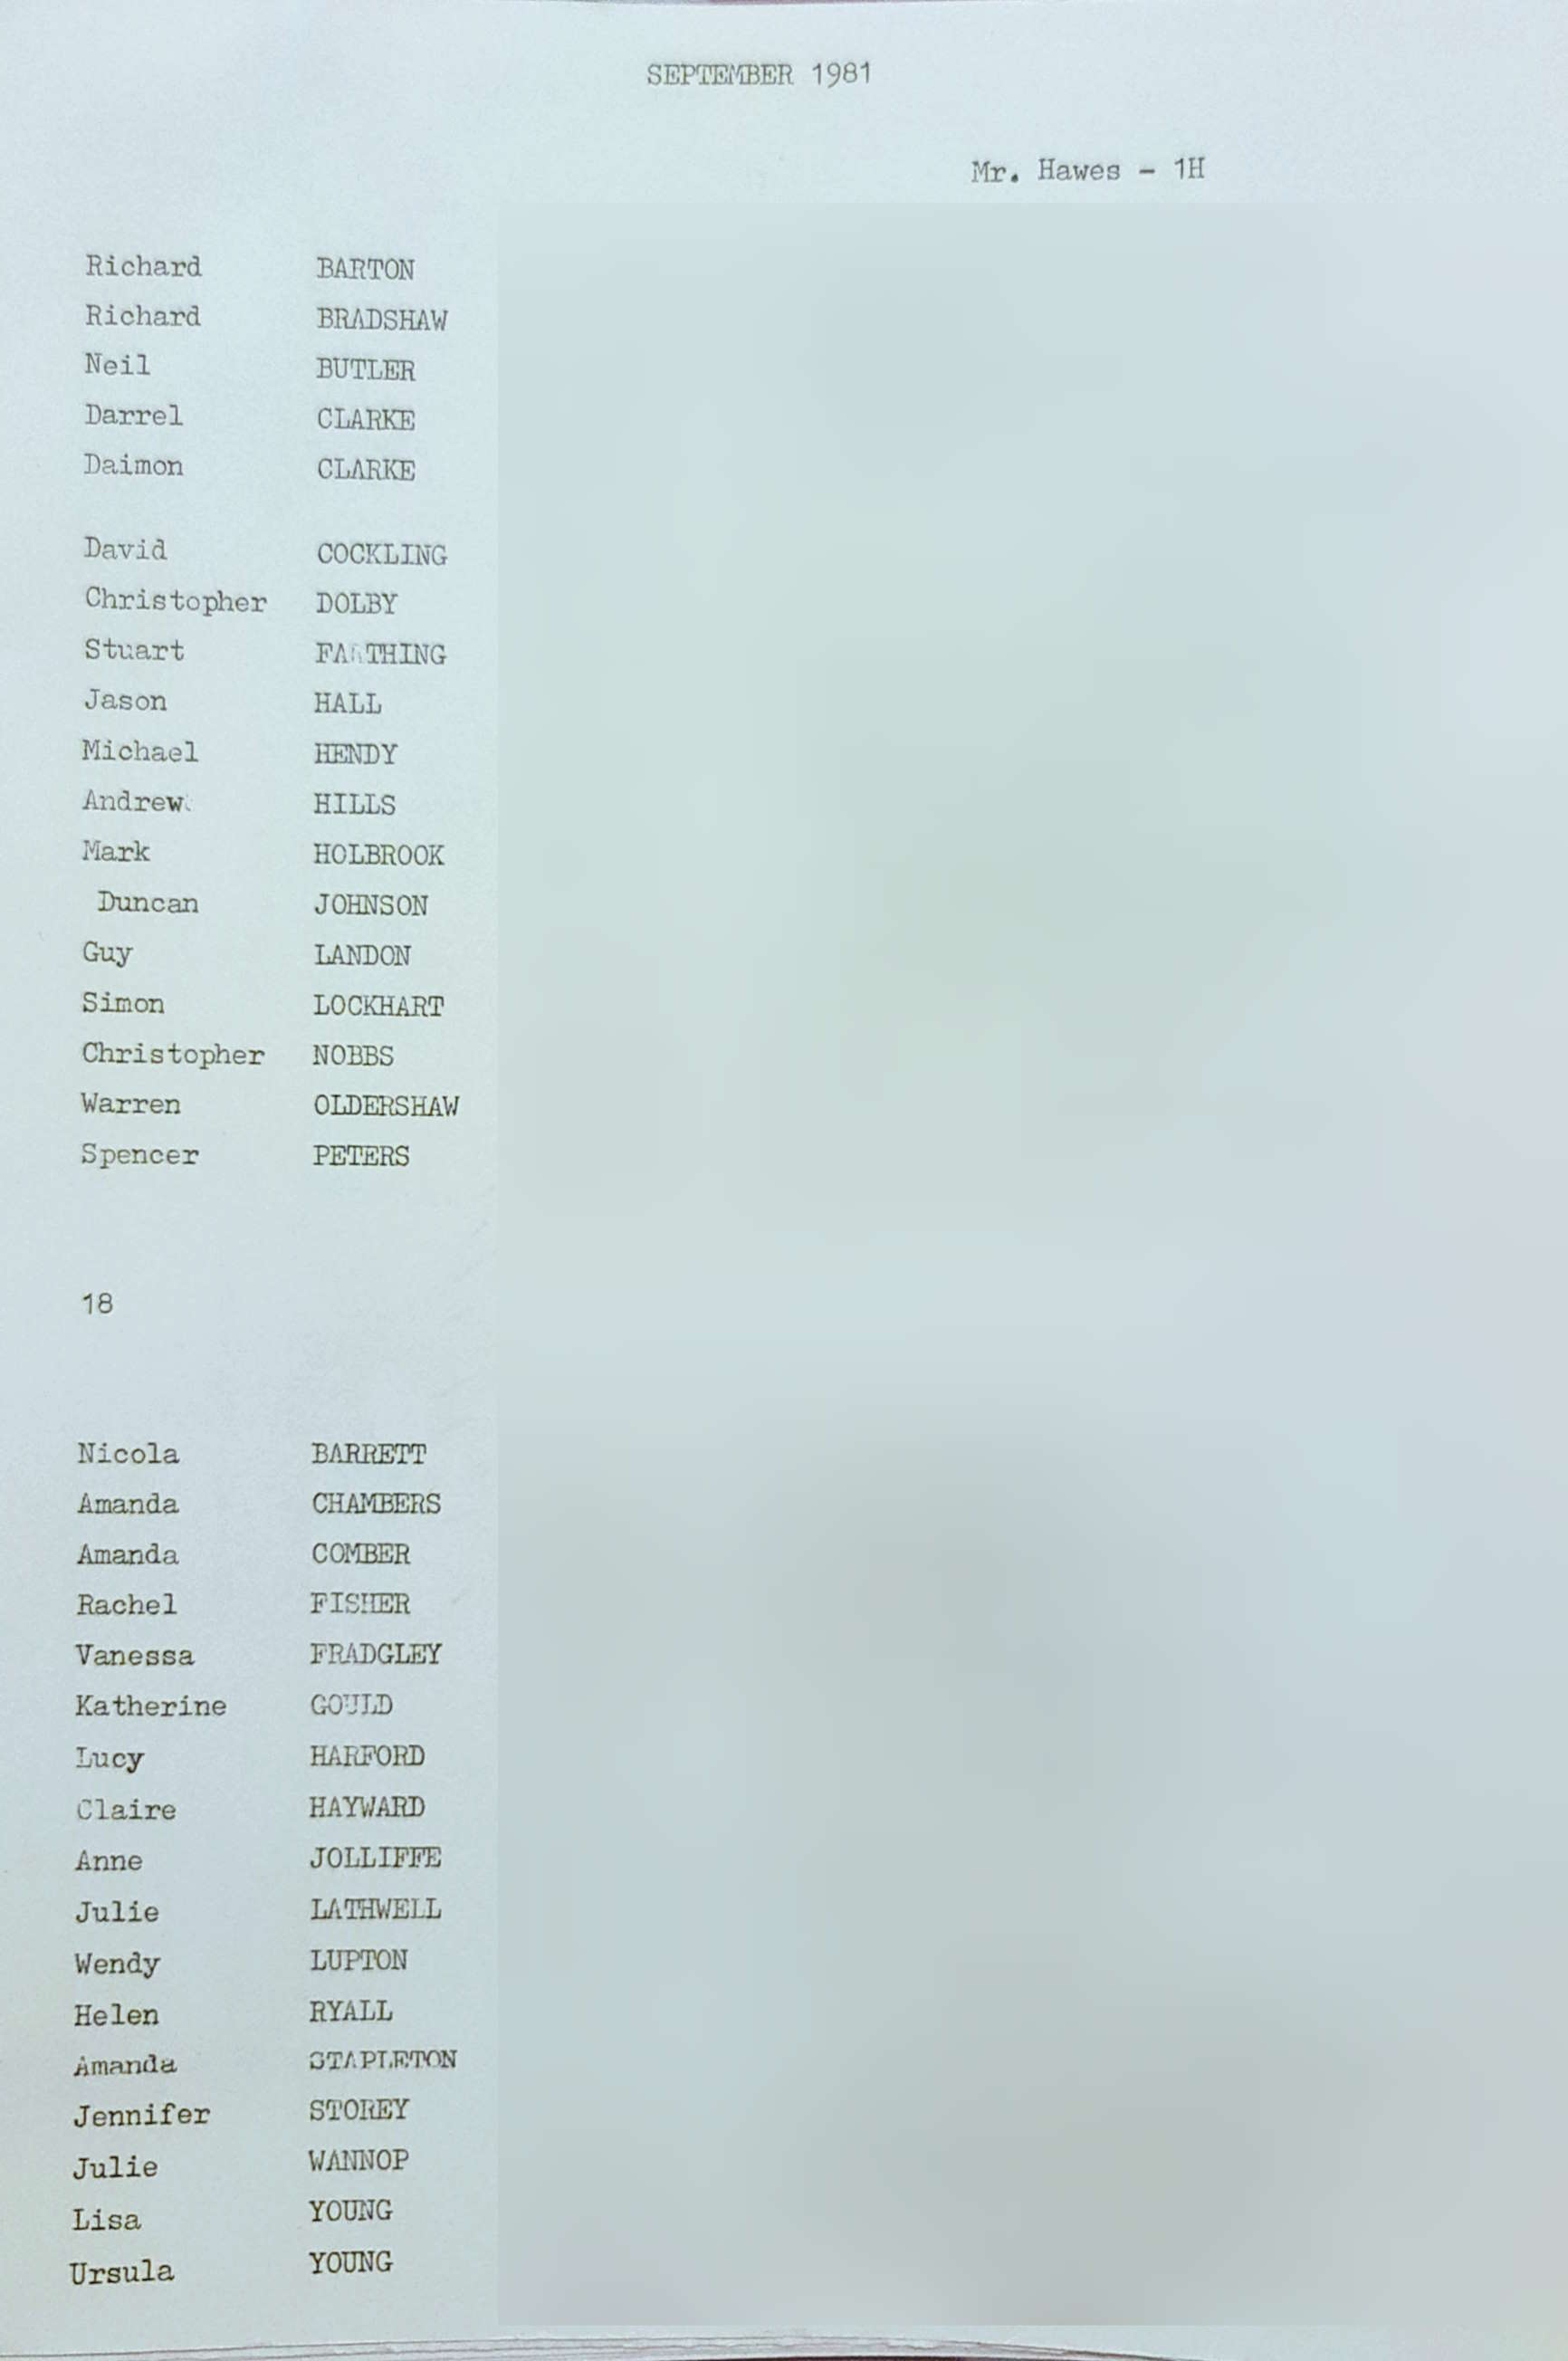 SEPTEMBER 1981
Mr. Hawes - 1H
Richard BARTON
Richard BRADSHAW
Neil BUTLER
Darrel CLARKE
Daimon CLARKE
David COCKLING
Christopher DOLBY
Stuart FARTHING
Jason HALL
Michael HENDY
Andrew HILLS
Mark HOLBROOK
Duncan JOHNSON
Guy LANDON
Simon LOCKHART
Christopher NOBBS
Warren OLDERSHAW
Spencer PETERS
18
Nicola BARRETT
Amanda CHAMBERS
Amanda COMBER
Rachel FISHER
Vanessa FRADGLEY
Katherine GOULD
Lucy HARFORD
Claire HAYWARD
Anne JOLLIFFE
Julie LATHWELL
Wendy LUPTON
Helen RYALL
Amanda STAPLETON
Jennifer STOREY
Julie WANNOP
Lisa YOUNG
Ursula YOUNG